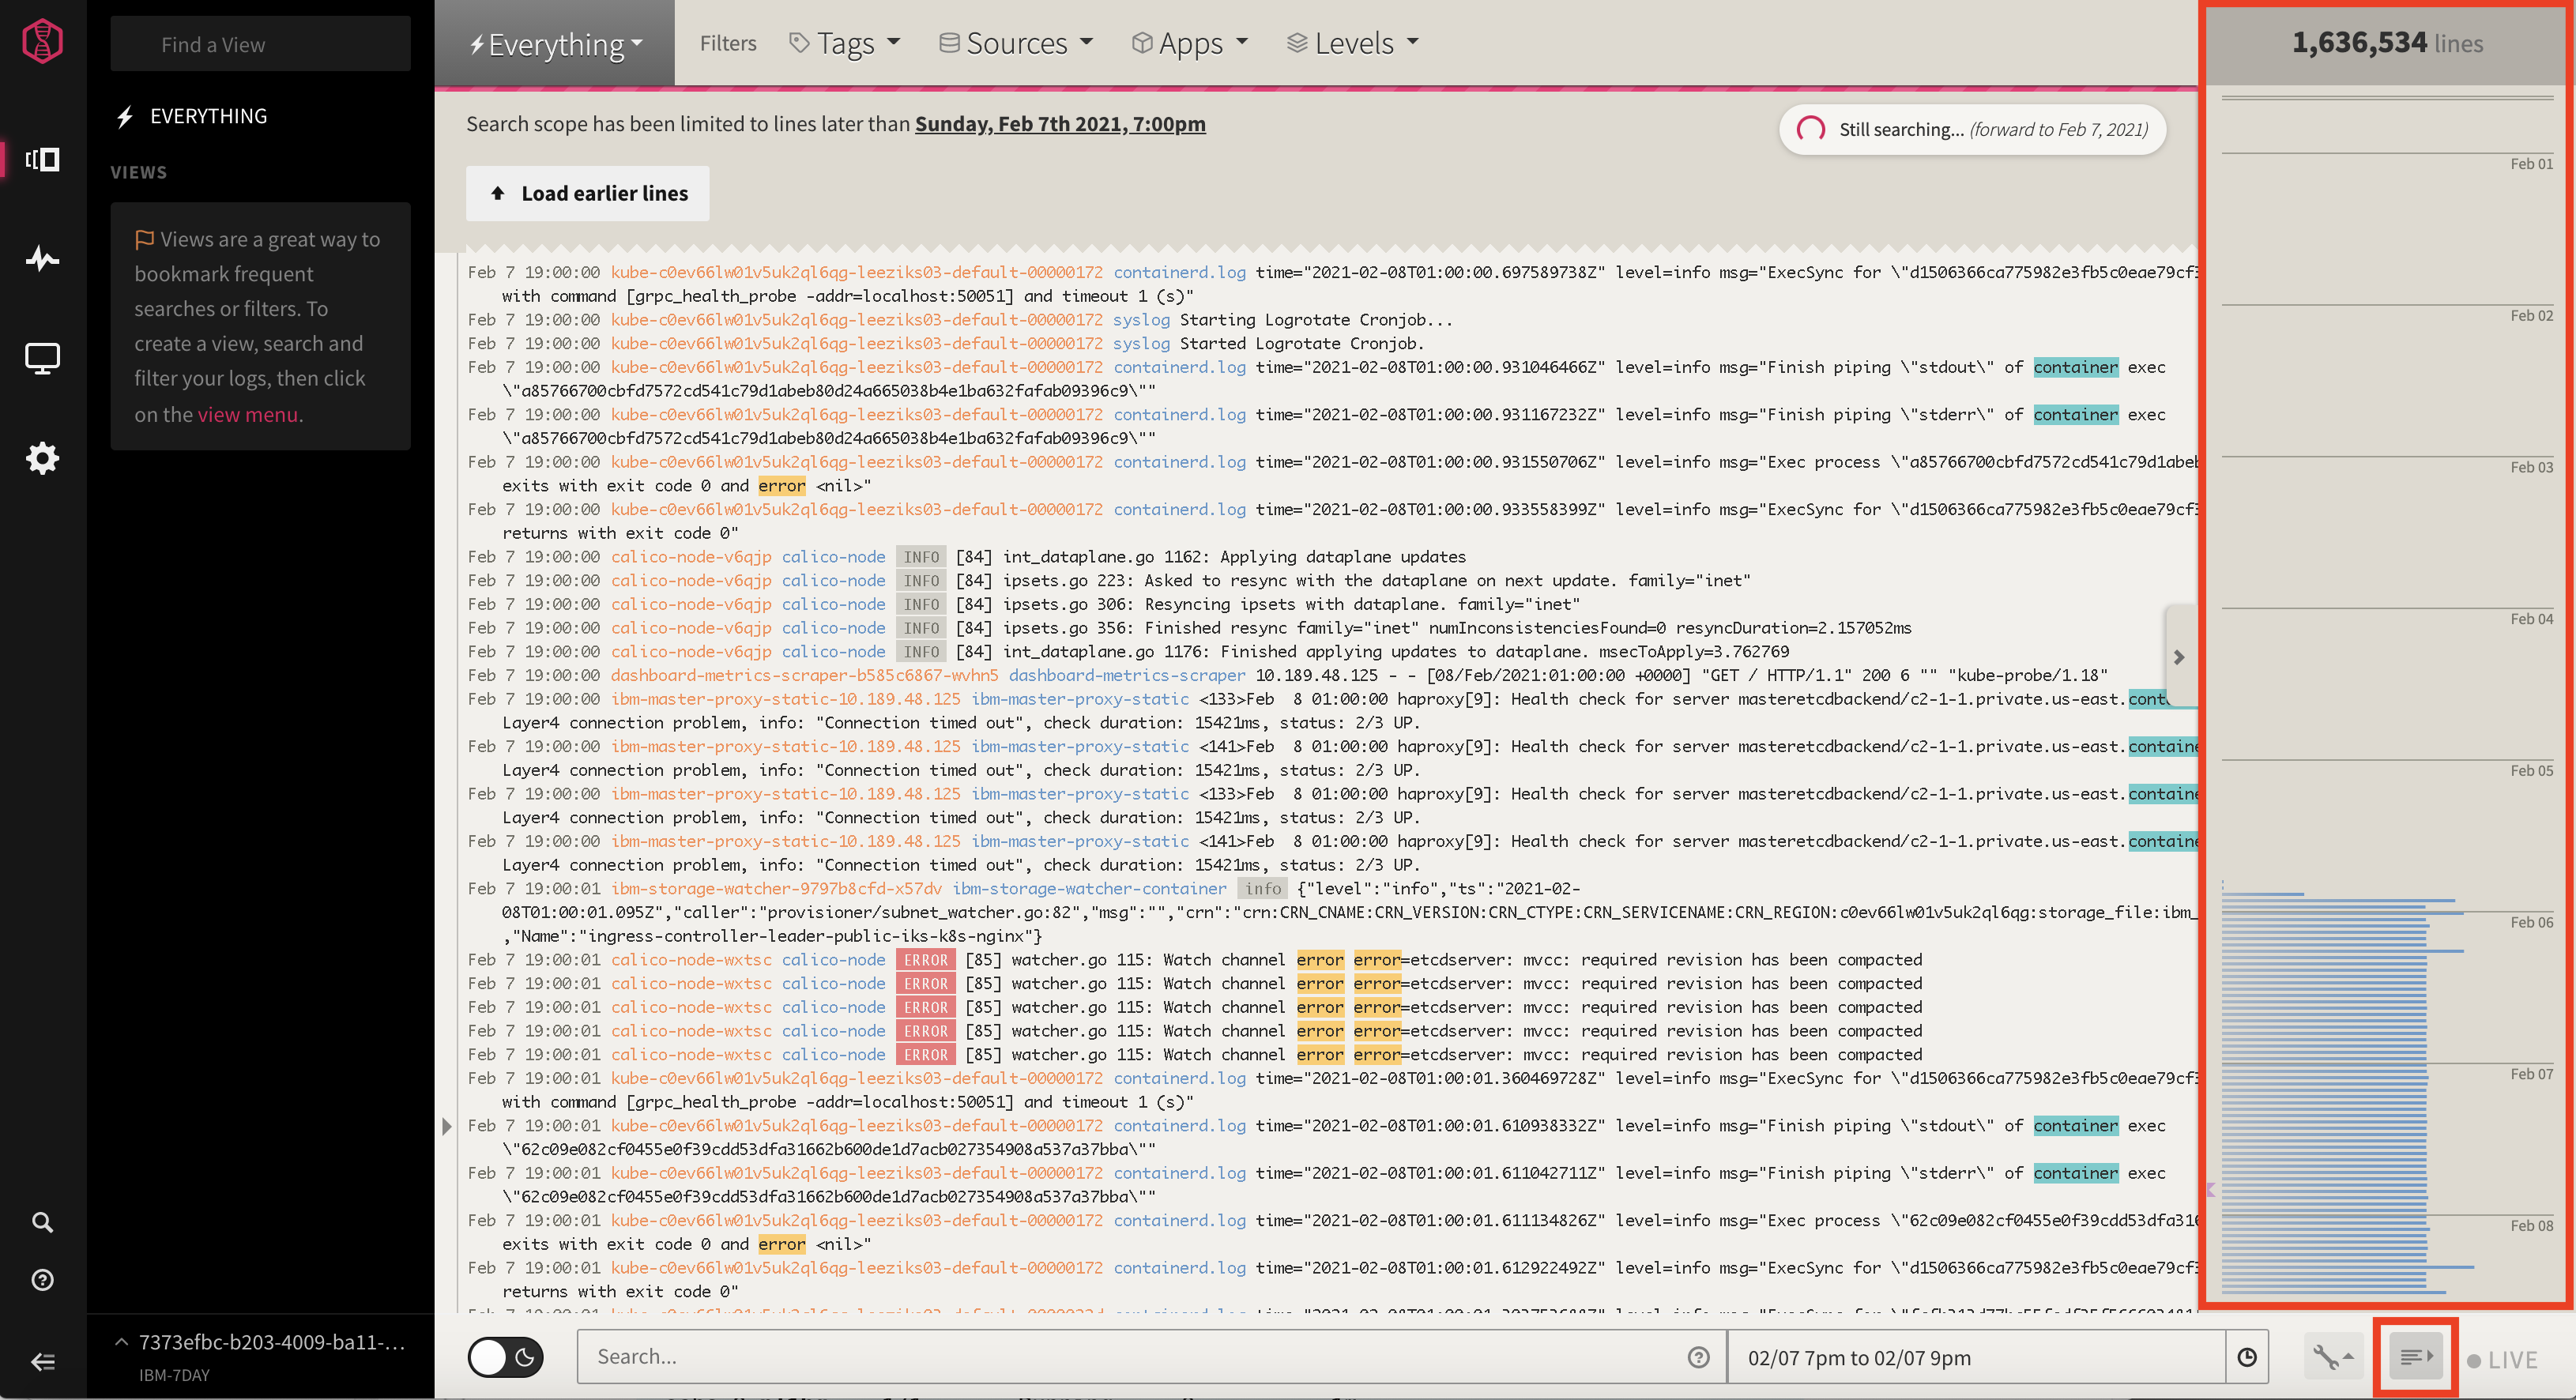 Find a View
EVERYTHING
VIEWS
Views are a great way to
bookmark frequent
searches or filters. To
create a view, search and
filter your logs, then click
on the view menu.
7373efbc-b203-4009-ba11-...
IBM-7DAY
Everything
Filters
Tags
Sources
Apps
Levels
1,636,534 lines
Search scope has been limited to lines later than Sunday, Feb 7th 2021, 7:00pm
Still searching... (forward to Feb 7, 2021)
Load earlier lines
Feb 7 19:00:00 kube-c0ev66lw01v5uk2ql6qg-leeziks03-default-00000172 containerd.log time="2021-02-08T01:00:00.697589738Z" level=info msg="ExecSync for \"d1506366ca775982e3fb5c0eae79cf3
with command [grpc_health_probe -addr=localhost:50051] and timeout 1 (s)"
Feb 7 19:00:00 kube-c0ev66lw01v5uk2ql6qg-leeziks03-default-00000172 syslog Starting Logrotate Cronjob...
Feb 7 19:00:00 kube-c0ev66lw01v5uk2ql6qg-leeziks03-default-00000172 syslog Started Logrotate Cronjob.
Feb 7 19:00:00 kube-c0ev66lw01v5uk2ql6qg-leeziks03-default-00000172 containerd.log time="2021-02-08T01:00:00.931046466Z" level=info msg="Finish piping \"stdout\" of container exec
\"a85766700cbfd7572cd541c79d1abeb80d24a665038b4e1ba632fafab09396c9\""
Feb 7 19:00:00 kube-c0ev66lw01v5uk2ql6qg-leeziks03-default-00000172 containerd.log time="2021-02-08T01:00:00.931167232Z" level=info msg="Finish piping \"stderr\" of container exec
\"a85766700cbfd7572cd541c79d1abeb80d24a665038b4e1ba632fafab09396c9\""
Feb 7 19:00:00 kube-c0ev66lw01v5uk2ql6qg-leeziks03-default-00000172 containerd.log time="2021-02-08T01:00:00.931550706Z" level=info msg="Exec process \"a85766700cbfd7572cd541c79d1abeb
exits with exit code 0 and error <nil>"
Feb 7 19:00:00 kube-c0ev66lw01v5uk2ql6qg-leeziks03-default-00000172 containerd.log time="2021-02-08T01:00:00.933558399Z" level=info msg="ExecSync for \"d1506366ca775982e3fb5c0eae79cf3
returns with exit code 0"
Feb 7 19:00:00 calico-node-v6qjp calico-node INFO [84] int_dataplane.go 1162: Applying dataplane updates
Feb 7 19:00:00 calico-node-v6qjp calico-node INFO [84] ipsets.go 223: Asked to resync with the dataplane on next update. family="inet"
Feb 7 19:00:00 calico-node-v6qjp calico-node INFO [84] ipsets.go 306: Resyncing ipsets with dataplane. family="inet"
Feb 7 19:00:00 calico-node-v6qjp calico-node INFO [84] ipsets.go 356: Finished resync family="inet" numInconsistenciesFound=0 resyncDuration=2.157052ms
Feb 7 19:00:00 calico-node-v6qjp calico-node INFO [84] int_dataplane.go 1176: Finished applying updates to dataplane. msecToApply=3.762769
Feb 7 19:00:00 dashboard-metrics-scraper-b585c6867-wvhn5 dashboard-metrics-scraper 10.189.48.125 - - [08/Feb/2021:01:00:00 +0000] "GET / HTTP/1.1" 200 6 "" "kube-probe/1.18"
Feb 7 19:00:00 ibm-master-proxy-static-10.189.48.125 ibm-master-proxy-static <133>Feb  8 01:00:00 haproxy[9]: Health check for server masteretcdbackend/c2-1-1.private.us-east.cont
Layer4 connection problem, info: "Connection timed out", check duration: 15421ms, status: 2/3 UP.
Feb 7 19:00:00 ibm-master-proxy-static-10.189.48.125 ibm-master-proxy-static <141>Feb  8 01:00:00 haproxy[9]: Health check for server masteretcdbackend/c2-1-1.private.us-east.containe
Layer4 connection problem, info: "Connection timed out", check duration: 15421ms, status: 2/3 UP.
Feb 7 19:00:00 ibm-master-proxy-static-10.189.48.125 ibm-master-proxy-static <133>Feb  8 01:00:00 haproxy[9]: Health check for server masteretcdbackend/c2-1-1.private.us-east.containe
Layer4 connection problem, info: "Connection timed out", check duration: 15421ms, status: 2/3 UP.
Feb 7 19:00:00 ibm-master-proxy-static-10.189.48.125 ibm-master-proxy-static <141>Feb  8 01:00:00 haproxy[9]: Health check for server masteretcdbackend/c2-1-1.private.us-east.containe
Layer4 connection problem, info: "Connection timed out", check duration: 15421ms, status: 2/3 UP.
Feb 7 19:00:01 ibm-storage-watcher-9797b8cfd-x57dv ibm-storage-watcher-container info {"level":"info","ts":"2021-02-
08T01:00:01.095Z","caller":"provisioner/subnet_watcher.go:82","msg":"","crn":"crn:CRN_CNAME:CRN_VERSION:CRN_CTYPE:CRN_SERVICENAME:CRN_REGION:c0ev66lw01v5uk2ql6qg:storage_file:ibm_
,"Name":"ingress-controller-leader-public-iks-k8s-nginx"}
Feb 7 19:00:01 calico-node-wxtsc calico-node ERROR [85] watcher.go 115: Watch channel error error=etcdserver: mvcc: required revision has been compacted
Feb 7 19:00:01 calico-node-wxtsc calico-node ERROR [85] watcher.go 115: Watch channel error error=etcdserver: mvcc: required revision has been compacted
Feb 7 19:00:01 calico-node-wxtsc calico-node ERROR [85] watcher.go 115: Watch channel error error=etcdserver: mvcc: required revision has been compacted
Feb 7 19:00:01 calico-node-wxtsc calico-node ERROR [85] watcher.go 115: Watch channel error error=etcdserver: mvcc: required revision has been compacted
Feb 7 19:00:01 calico-node-wxtsc calico-node ERROR [85] watcher.go 115: Watch channel error error=etcdserver: mvcc: required revision has been compacted
Feb 7 19:00:01 kube-c0ev66lw01v5uk2ql6qg-leeziks03-default-00000172 containerd.log time="2021-02-08T01:00:01.360469728Z" level=info msg="ExecSync for \"d1506366ca775982e3fb5c0eae79cf3
with command [grpc_health_probe -addr=localhost:50051] and timeout 1 (s)"
Feb 7 19:00:01 kube-c0ev66lw01v5uk2ql6qg-leeziks03-default-00000172 containerd.log time="2021-02-08T01:00:01.610938332Z" level=info msg="Finish piping \"stdout\" of container exec
\"62c09e082cf0455e0f39cdd53dfa31662b600de1d7acb027354908a537a37bba\""
Feb 7 19:00:01 kube-c0ev66lw01v5uk2ql6qg-leeziks03-default-00000172 containerd.log time="2021-02-08T01:00:01.611042711Z" level=info msg="Finish piping \"stderr\" of container exec
\"62c09e082cf0455e0f39cdd53dfa31662b600de1d7acb027354908a537a37bba\""
Feb 7 19:00:01 kube-c0ev66lw01v5uk2ql6qg-leeziks03-default-00000172 containerd.log time="2021-02-08T01:00:01.611134826Z" level=info msg="Exec process \"62c09e082cf0455e0f39cdd53dfa316
exits with exit code 0 and error <nil>"
Feb 7 19:00:01 kube-c0ev66lw01v5uk2ql6qg-leeziks03-default-00000172 containerd.log time="2021-02-08T01:00:01.612922492Z" level=info msg="ExecSync for \"d1506366ca775982e3fb5c0eae79cf3
returns with exit code 0"
Feb 01
Feb 02
Feb 03
Feb 04
Feb 05
Feb 06
Feb 07
Feb 08
Search...
02/07 7pm to 02/07 9pm
LIVE